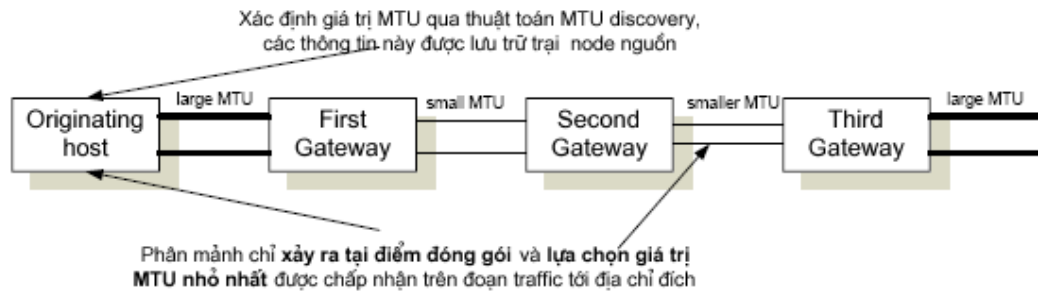 Xác định giá trị MTU qua thuật toán MTU discovery,
các thông tin này được lưu trữ trại node nguồn
large MTU
small MTU
smaller MTU
large MTU
Originating
host
First
Gateway
Second
Gateway
Third
Gateway
Phân mảnh chỉ xảy ra tại điểm đóng gói và lựa chọn giá trị
MTU nhỏ nhất được chấp nhận trên đoạn traffic tới địa chỉ đích